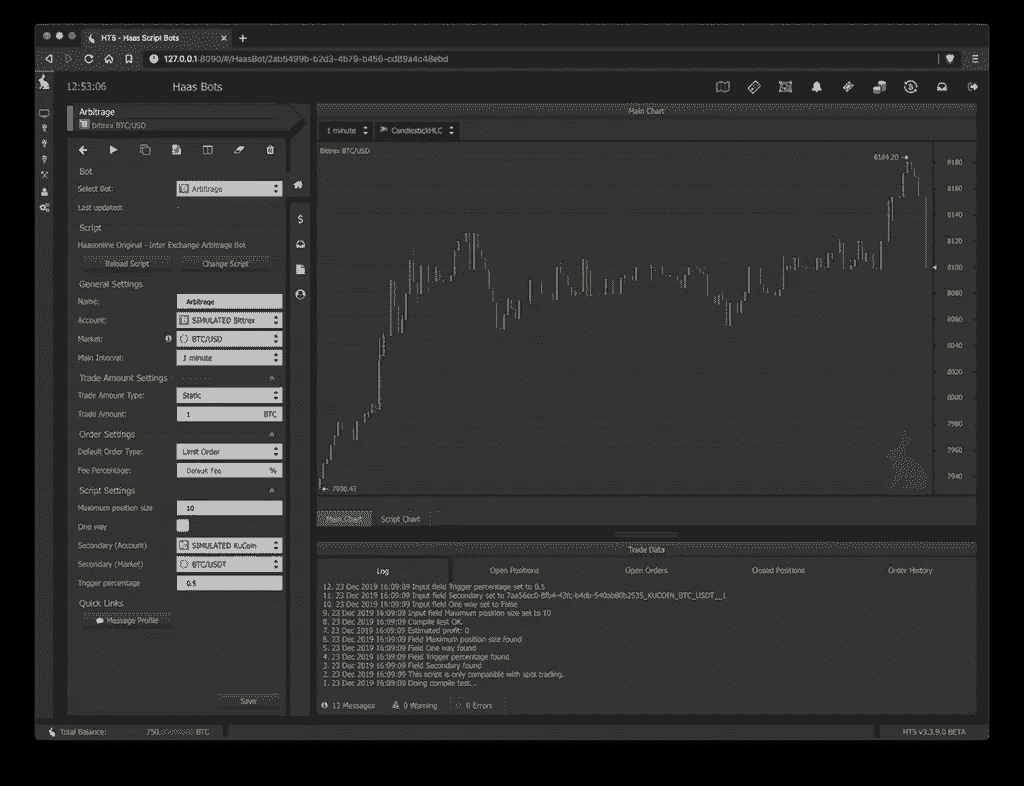 HTS - Haas Script Bots
127.0.0.1:8090/#/HaasBot/2ab5499b-b2d3-4b79-b456-cd89a4c48ebd
12:53:06 Haas Bots
Arbitrage
Bittrex BTC/USD
Bot
Select Bot: Arbitrage
Last updated: -
Script
Haasonline Original - Inter Exchange Arbitrage Bot
Reload Script Change Script
General Settings
Name: Arbitrage
Account: SIMULATED Bittrex
Market: BTC/USD
Main Interval: 1 minute
Trade Amount Settings
Trade Amount Type: Static
Trade Amount: 1 BTC
Order Settings
Default Order Type: Limit Order
Fee Percentage: Default Fee %
Script Settings
Maximum position size 10
One way
Secondary (Account) SIMULATED KuCoin
Secondary (Market) BTC/USDT
Trigger percentage 0.5
Quick Links
Message Profile
Save
Main Chart
1 minute CandlestickHLC
Bittrex BTC/USD
8184.20
8180
8160
8140
8120
8100
8080
8060
8040
8020
8000
7980
7960
7940
7930.43
Main Chart Script Chart
Trade Data
Log Open Positions Open Orders Closed Positions Order History
12. 23 Dec 2019 16:09:09 Input field Trigger percentage set to 0.5
11. 23 Dec 2019 16:09:09 Input field Secondary set to
10. 23 Dec 2019 16:09:09 Input field One way set to False
9. 23 Dec 2019 16:09:09 Input field Maximum position size set to 10
8. 23 Dec 2019 16:09:09 Compile test OK.
7. 23 Dec 2019 16:09:09 Estimated profit: 0
6. 23 Dec 2019 16:09:09 Field Maximum position size found
5. 23 Dec 2019 16:09:09 Field One way found
4. 23 Dec 2019 16:09:09 Field Trigger percentage found
3. 23 Dec 2019 16:09:09 Field Secondary found
2. 23 Dec 2019 16:09:09 This script is only compatible with spot trading.
1. 23 Dec 2019 16:09:09 Doing compile test...
13 Messages 0 Warning 0 Errors
Total Balance: BTC
HTS v3.3.9.0 BETA